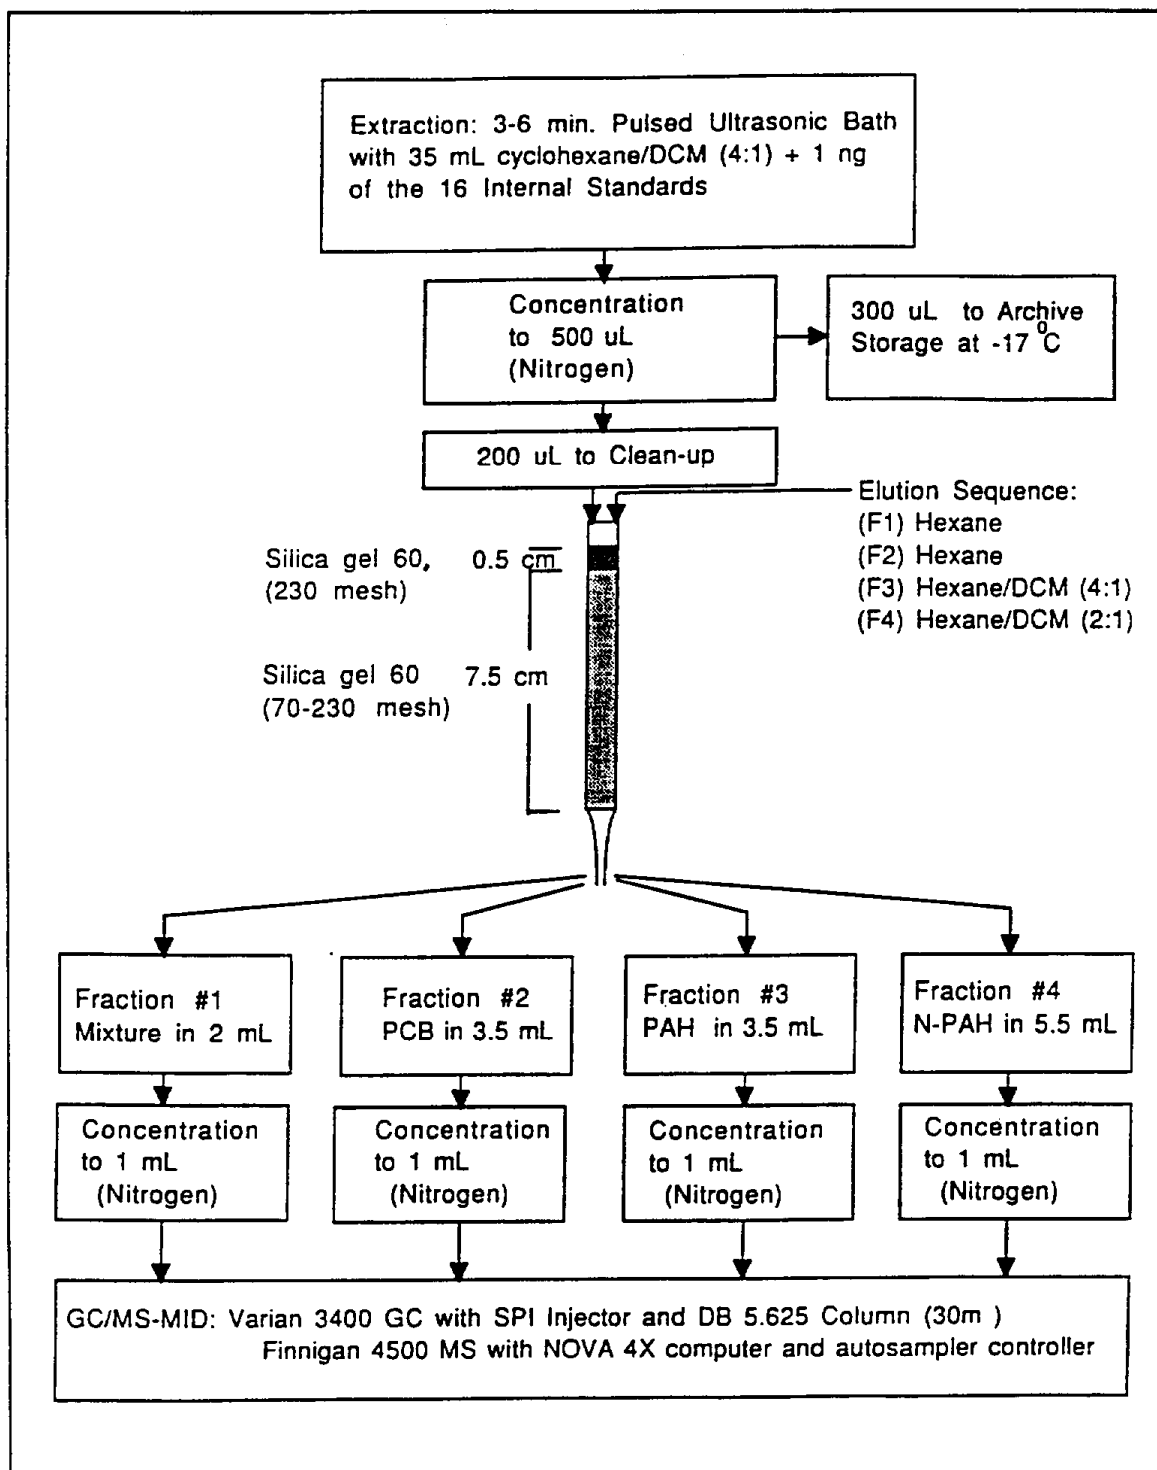 Extraction: 3-6 min. Pulsed Ultrasonic Bath
with 35 mL cyclohexane/DCM (4:1) + 1 ng
of the 16 Internal Standards
Concentration
to 500 uL
(Nitrogen)
300 uL to Archive
Storage at -17 °C
200 uL to Clean-up
Elution Sequence:
(F1) Hexane
(F2) Hexane
(F3) Hexane/DCM (4:1)
(F4) Hexane/DCM (2:1)
Silica gel 60, 0.5 cm
(230 mesh)
Silica gel 60 7.5 cm
(70-230 mesh)
Fraction #1
Mixture in 2 mL
Fraction #2
PCB in 3.5 mL
Fraction #3
PAH in 3.5 mL
Fraction #4
N-PAH in 5.5 mL
Concentration
to 1 mL
(Nitrogen)
Concentration
to 1 mL
(Nitrogen)
Concentration
to 1 mL
(Nitrogen)
Concentration
to 1 mL
(Nitrogen)
GC/MS-MID: Varian 3400 GC with SPI Injector and DB 5.625 Column (30m )
Finnigan 4500 MS with NOVA 4X computer and autosampler controller